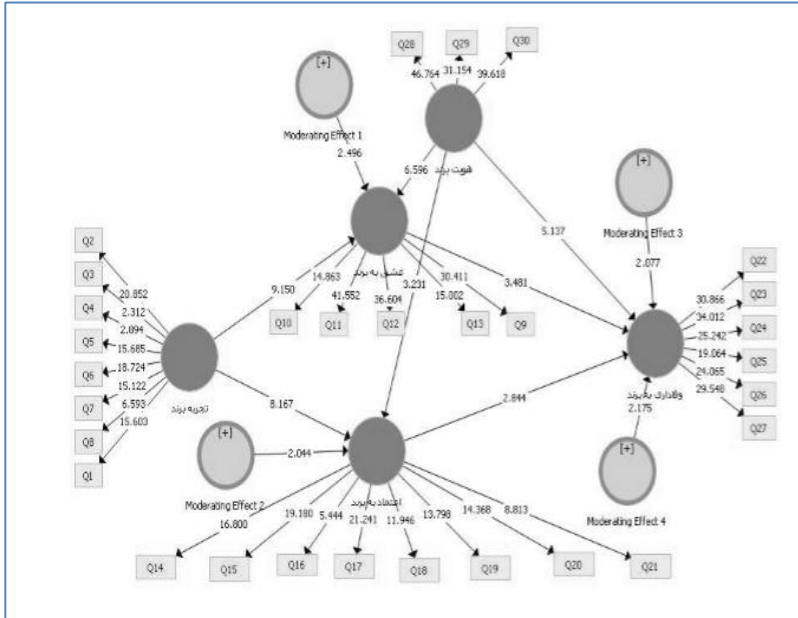 Q28
Q29
Q30
46.764
31.154
39.618
[+]
Moderating Effect 1
2.496
هویت برند
6.596
[+]
Moderating Effect 3
5.137
2.077
عشق به برند
9.150
14.863
41.552
36.604
15.002
30.411
3.231
3.481
Q10
Q11
Q12
Q13
Q9
Q2
Q3
Q4
Q5
Q6
Q7
Q8
Q1
20.852
2.312
2.094
15.685
18.724
15.122
6.593
15.603
تجربه برند
8.167
2.844
Q22
Q23
Q24
Q25
Q26
Q27
30.866
34.012
25.242
19.064
24.065
29.548
وفاداری به برند
2.175
[+]
Moderating Effect 2
2.044
[+]
Moderating Effect 4
اعتماد به برند
16.800
19.180
5.444
21.241
11.946
13.798
14.368
8.813
Q14
Q15
Q16
Q17
Q18
Q19
Q20
Q21